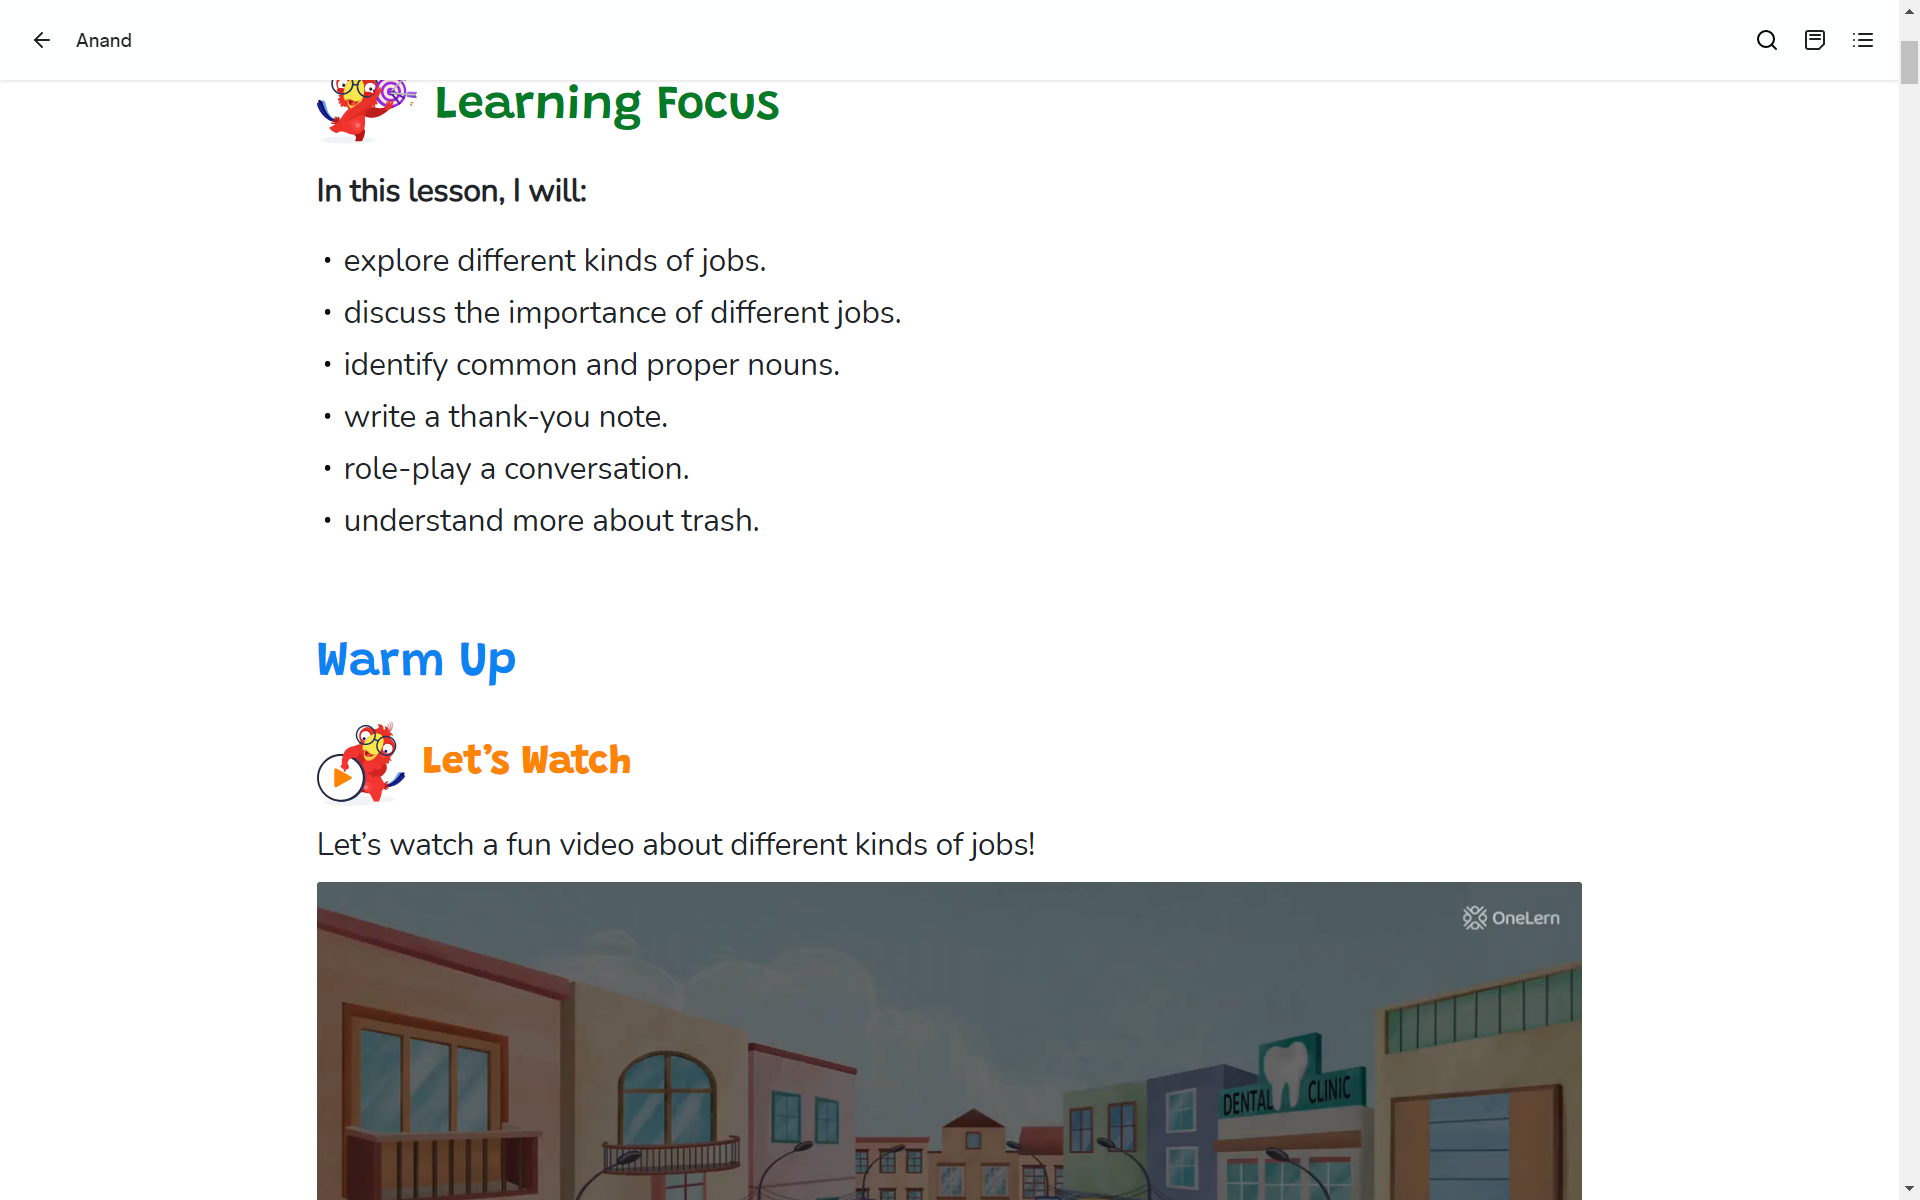 Anand
Learning Focus
In this lesson, I will:
• explore different kinds of jobs.
• discuss the importance of different jobs.
• identify common and proper nouns.
• write a thank-you note.
• role-play a conversation.
• understand more about trash.
Warm Up
Let’s Watch
Let’s watch a fun video about different kinds of jobs!
OneLern
DENTAL CLINIC